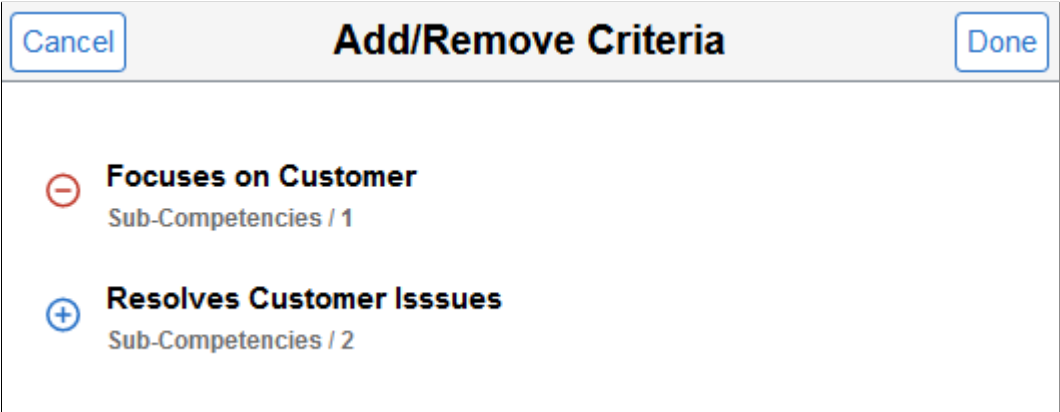 Cancel Add/Remove Criteria Done
Focuses on Customer
Sub-Competencies / 1
Resolves Customer Isssues
Sub-Competencies / 2